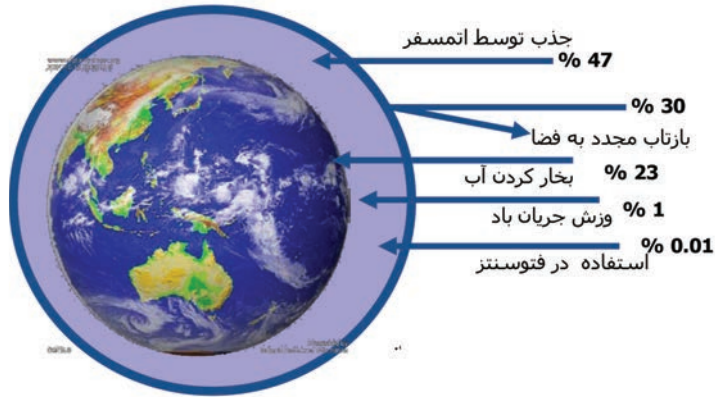 جذب توسط اتمسفر
% 47
% 30
بازتاب مجدد به فضا
% 23
بخار کردن آب
% 1
وزش جریان باد
% 0.01
استفاده در فتوسنتز